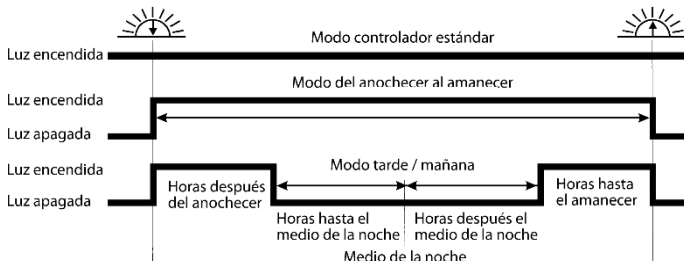 Modo controlador estándar
Luz encendida
Modo del anochecer al amanecer
Luz encendida
Luz apagada
Luz encendida
Modo tarde / mañana
Horas después
del anochecer
Horas hasta
el amanecer
Luz apagada
Horas hasta el
medio de la noche
Horas después el
medio de la noche
Medio de la noche